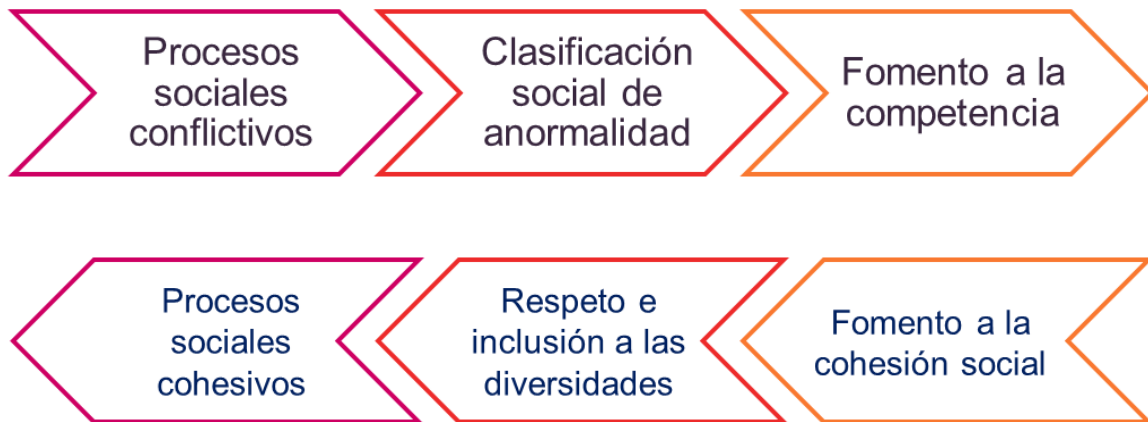 Procesos
sociales
conflictivos
Clasificación
social de
anormalidad
Fomento a la
competencia
Procesos
sociales
cohesivos
Respeto e
inclusión a las
diversidades
Fomento a la
cohesión social